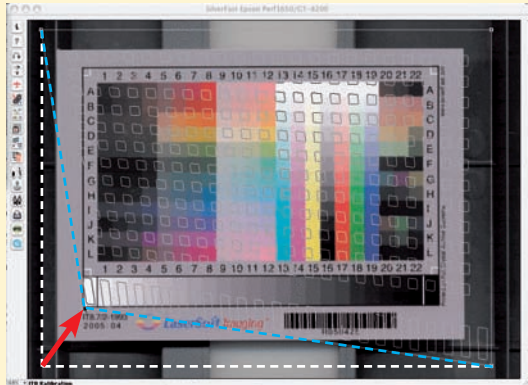 SilverFast Epson Perf1650/CT-4200
1 2 3 4 5 6 7 8 9 10 11 12 13 14 15 16 17 18 19 20 21 22
A A
B B
C C
D D
E E
F F
G G
H H
I I
J J
K K
L L
1 2 3 4 5 6 7 8 9 10 11 12 13 14 15 16 17 18 19 20 21 22
IT8.7/2-1993
2005:04
LaserSoft Imaging
IT8 Kalibration